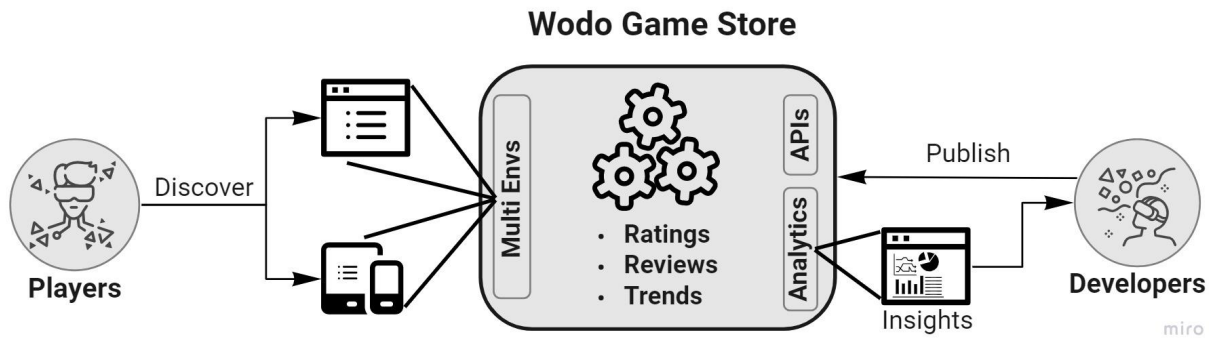 Wodo Game Store
Players
Discover
Multi Envs
• Ratings
• Reviews
• Trends
APIs
Analytics
Insights
Publish
Developers
miro